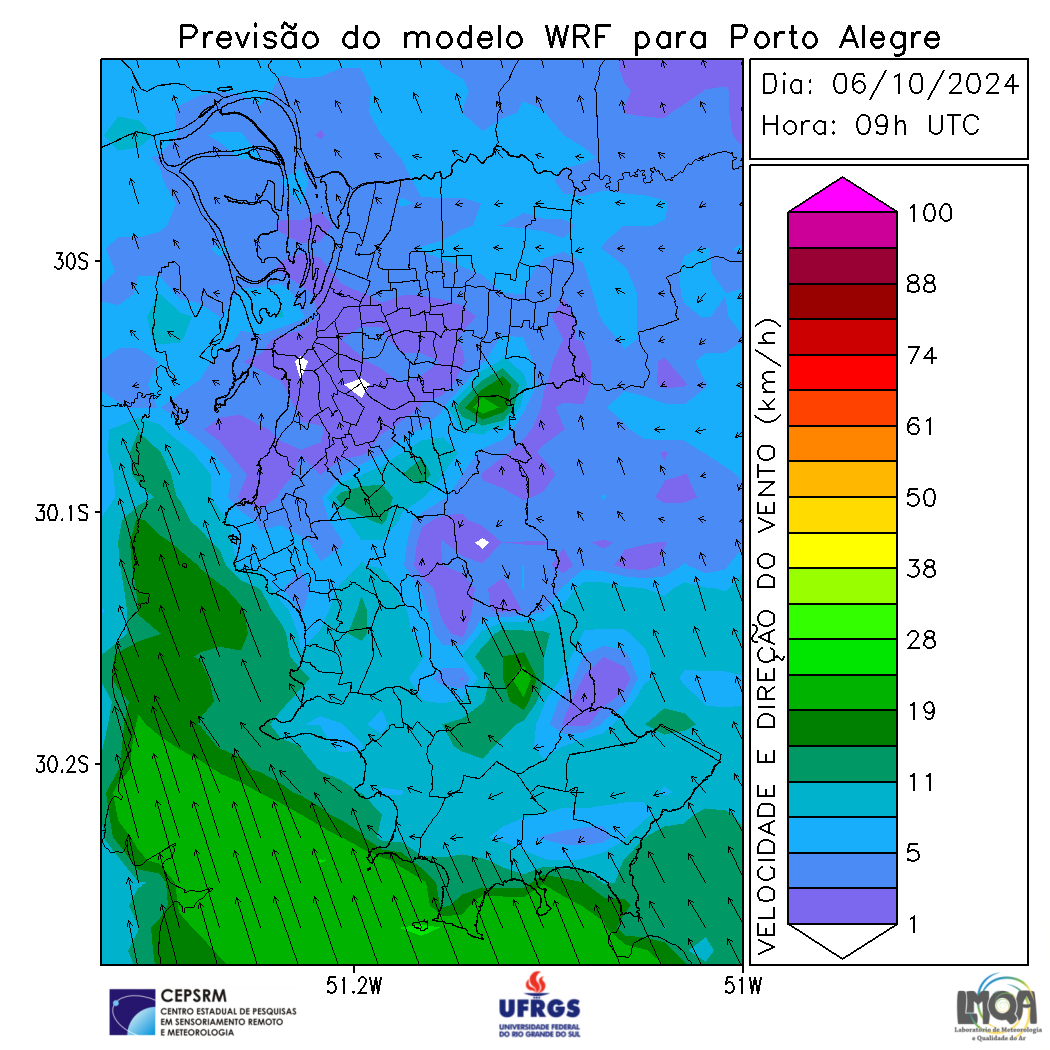 Previsão do modelo WRF para Porto Alegre
Dia: 06/10/2024
Hora: 09h UTC
30S
30.1S
30.2S
51.2W
51W
VELOCIDADE E DIREÇÃO DO VENTO (km/h)
100
88
74
61
50
38
28
19
11
5
1
CEPSRM
CENTRO ESTADUAL DE PESQUISAS
EM SENSORIAMENTO REMOTO
E METEOROLOGIA
UFRGS
UNIVERSIDADE FEDERAL
DO RIO GRANDE DO SUL
LMQA
Laboratório de Meteorologia
e Qualidade do Ar